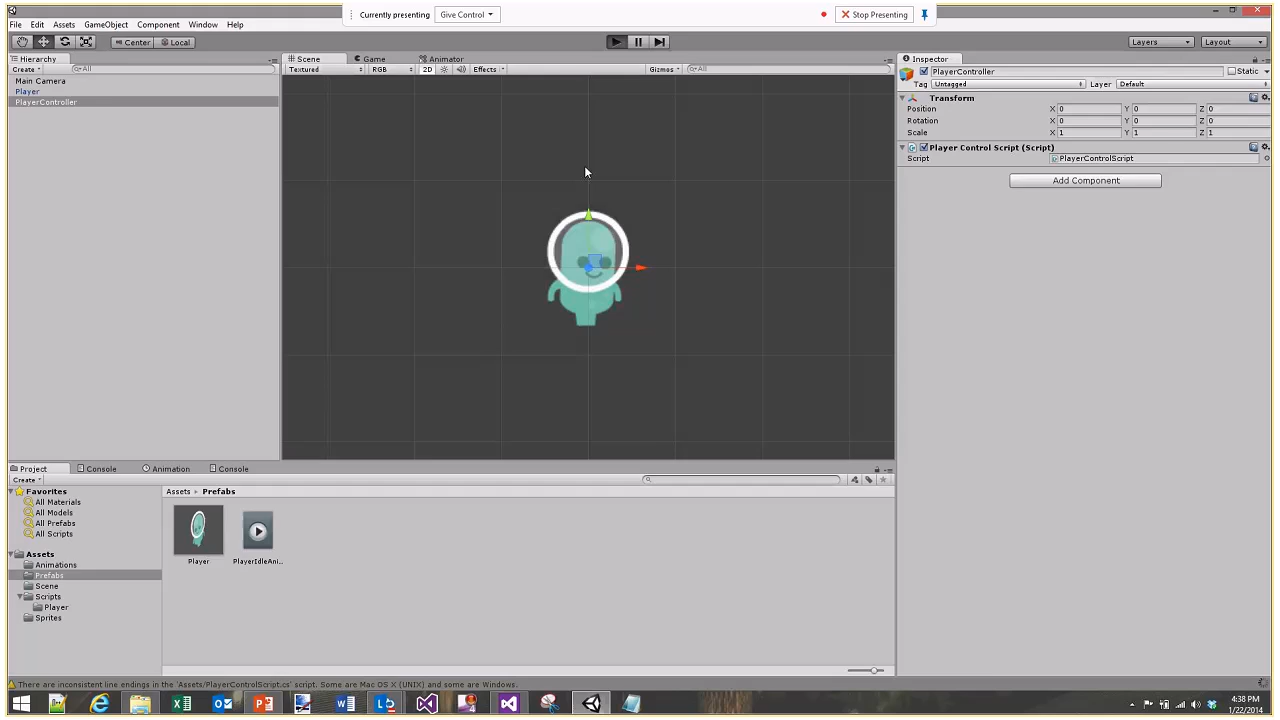 Currently presenting Give Control Stop Presenting
File Edit Assets GameObject Component Window Help
Center Local Layers Layout
Hierarchy Scene Game Animator Inspector
Create All Textured RGB 2D Effects Gizmos All PlayerController Static
Main Camera Tag Untagged Layer Default
Player Transform
PlayerController Position X 0 Y 0 Z 0
Rotation X 0 Y 0 Z 0
Scale X 1 Y 1 Z 1
Player Control Script (Script)
Script PlayerControlScript
Add Component
Project Console Animation Console
Create
Favorites Assets Prefabs
All Materials
All Models
All Prefabs
All Scripts
Assets Player PlayerIdleAni...
Animations
Prefabs
Scene
Scripts
Player
Sprites
There are inconsistent line endings in the 'Assets/PlayerControlScript.cs' script. Some are Mac OS X (UNIX) and some are Windows.
4:38 PM
1/22/2014